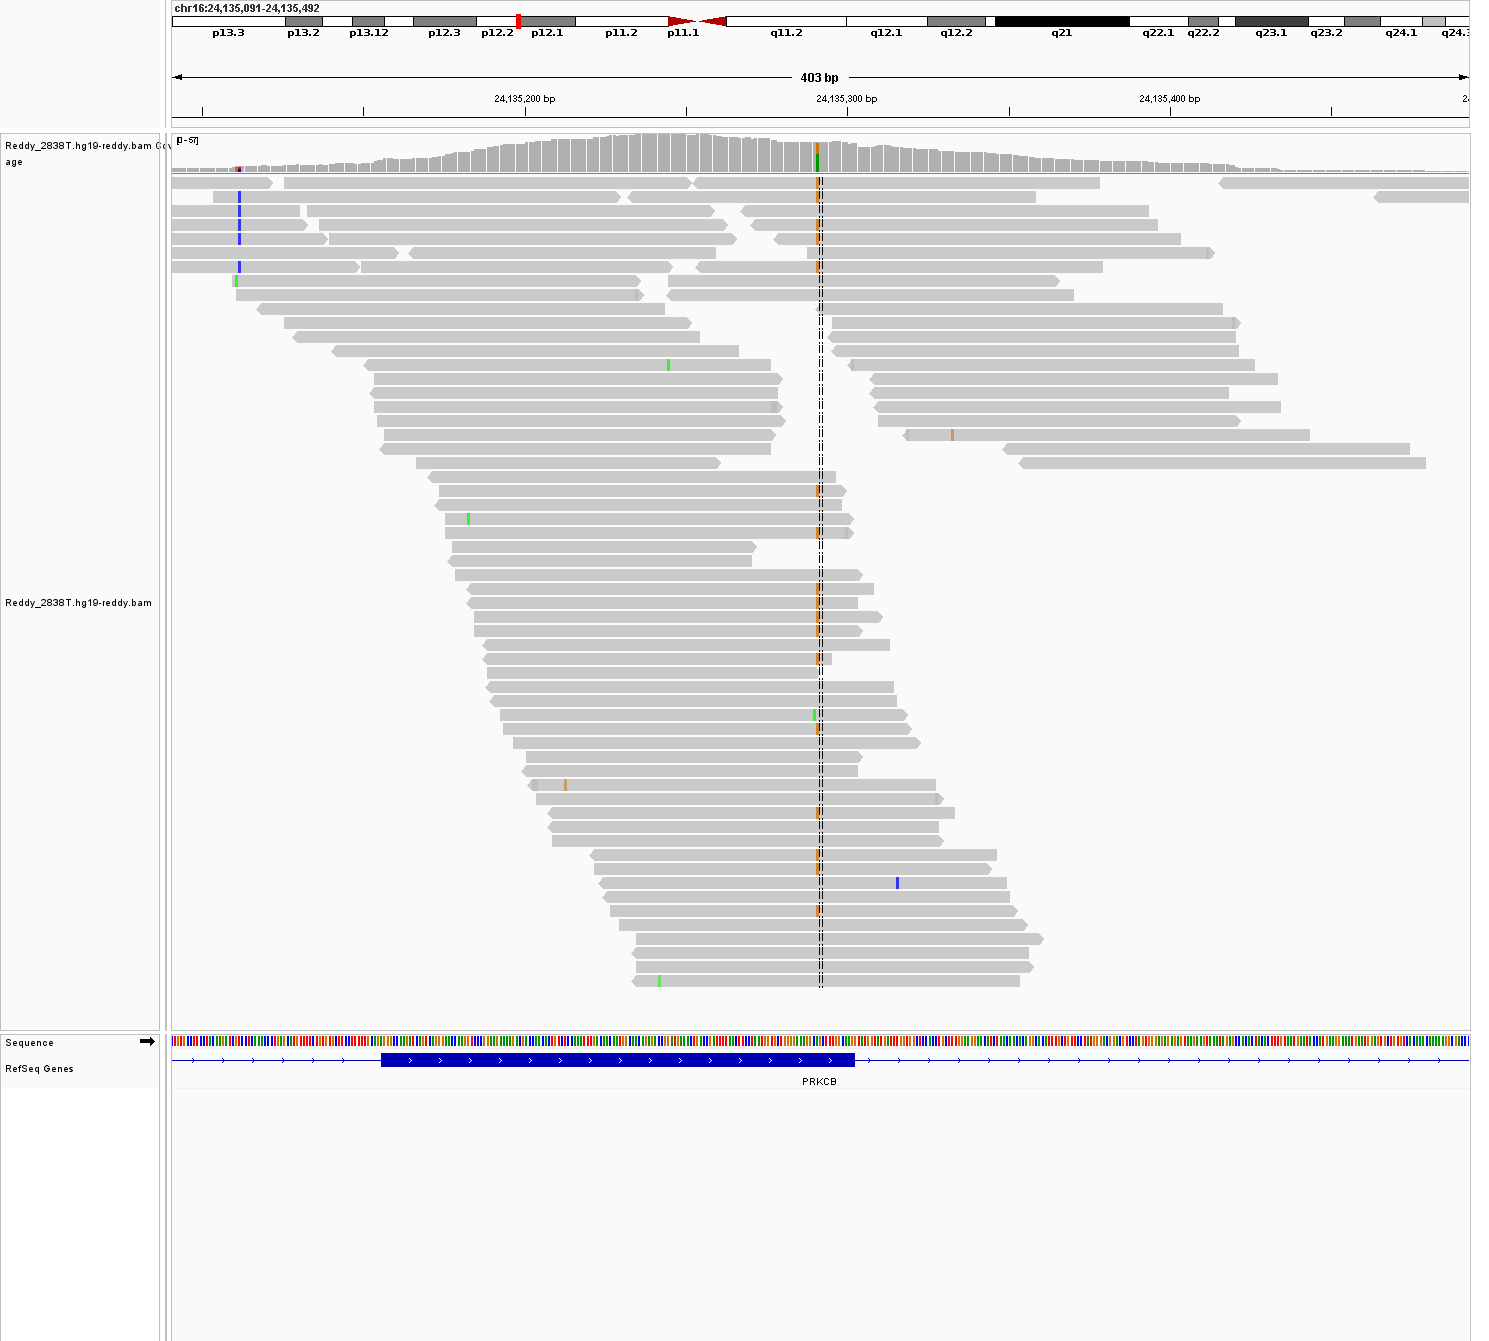 chr16:24,135,091-24,135,492
p13.3 p13.2 p13.12 p12.3 p12.2 p12.1 p11.2 p11.1 q11.2 q12.1 q12.2 q21 q22.1 q22.2 q23.1 q23.2 q24.1 q24.3
403 bp
24,135,200 bp 24,135,300 bp 24,135,400 bp 2
Reddy_2838T.hg19-reddy.bam Cov
age
[0 - 57]
Reddy_2838T.hg19-reddy.bam
Sequence
RefSeq Genes
PRKCB